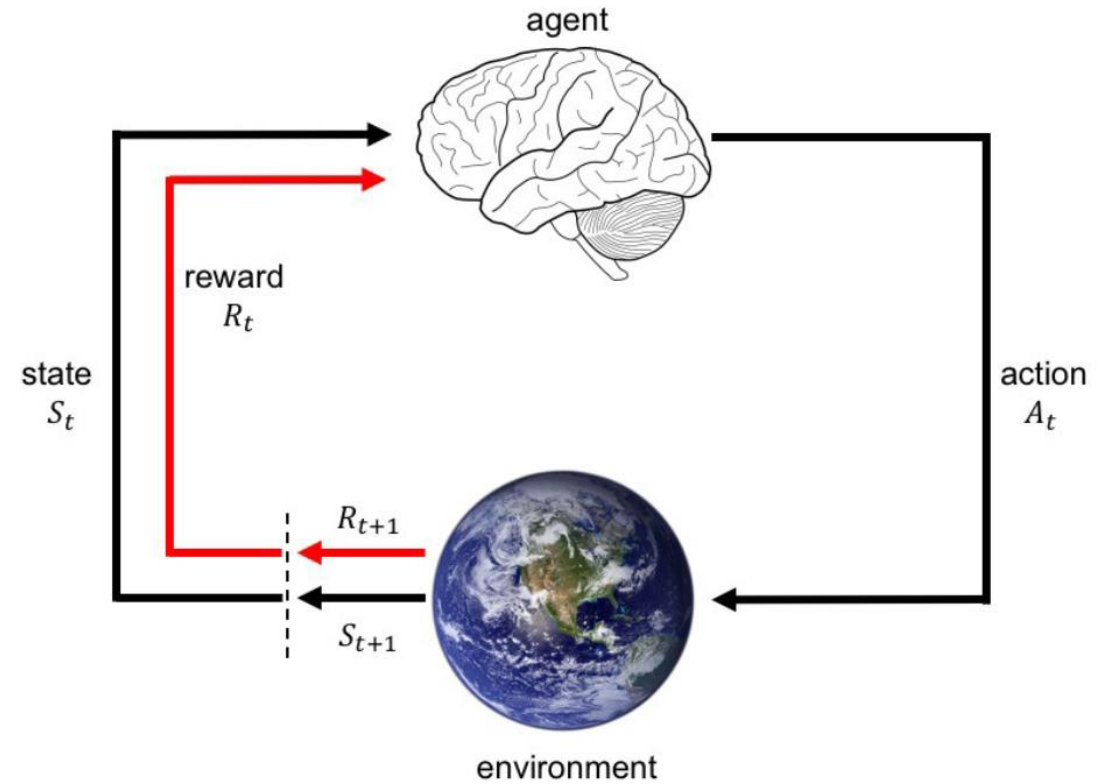 agent
reward
R_t
state
S_t
action
A_t
R_{t+1}
S_{t+1}
environment